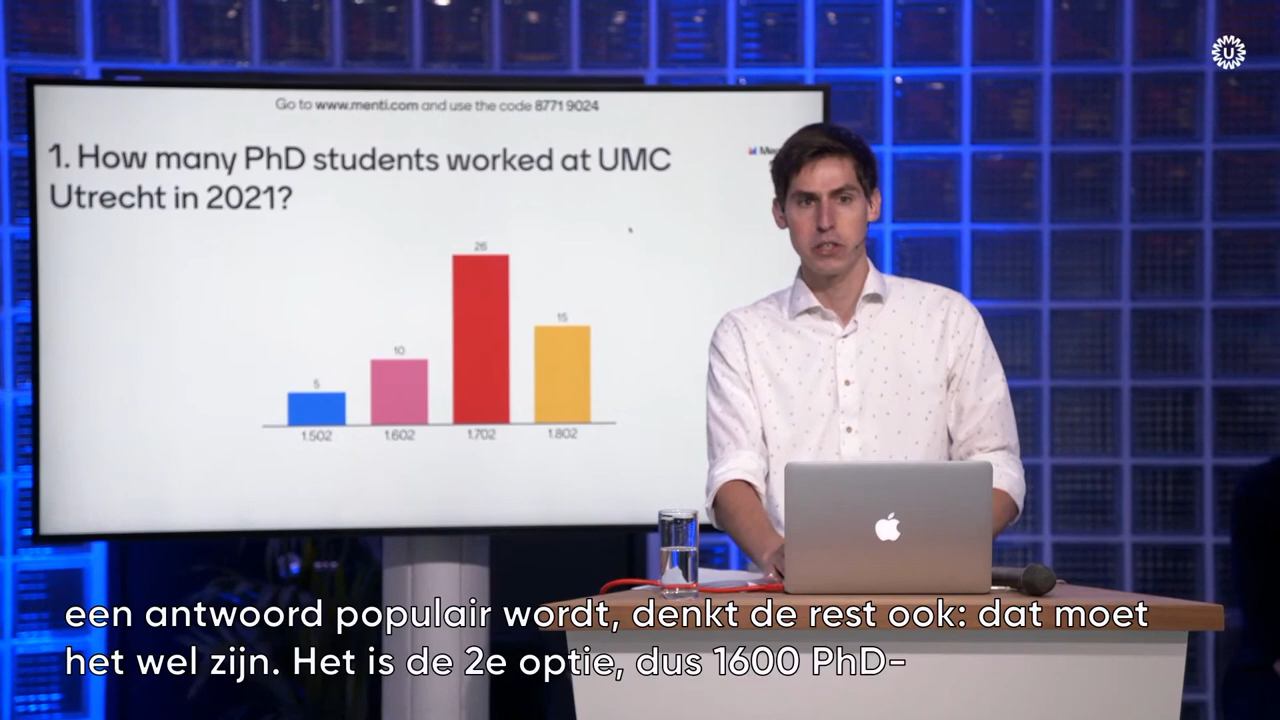 Go to www.menti.com and use the code 8771 9024
1. How many PhD students worked at UMC
Utrecht in 2021?
26
15
10
5
1.502 1.602 1.702 1.802
U
een antwoord populair wordt, denkt de rest ook: dat moet
het wel zijn. Het is de 2e optie, dus 1600 PhD-